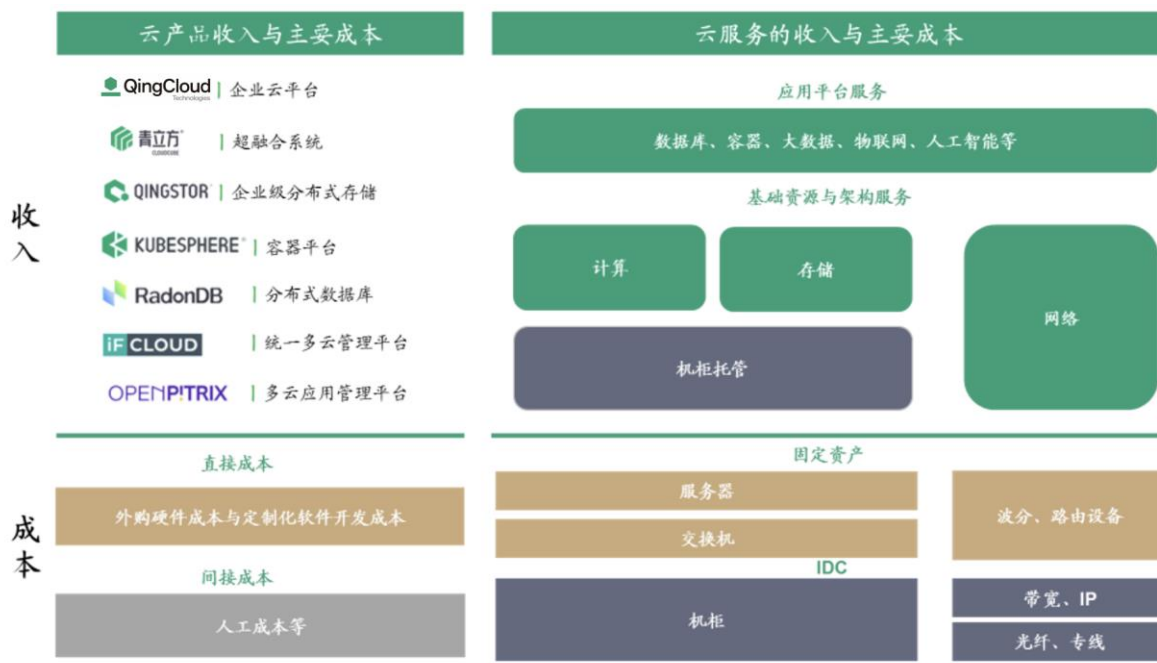 云产品收入与主要成本
云服务的收入与主要成本
收入
QingCloud
Technologies
企业云平台
青立方
CLOUDCUBE
超融合系统
QINGSTOR
企业级分布式存储
KUBESPHERE
容器平台
RadonDB
分布式数据库
iFCLOUD
统一多云管理平台
OPENPITRIX
多云应用管理平台
应用平台服务
数据库、容器、大数据、物联网、人工智能等
基础资源与架构服务
计算
存储
网络
机柜托管
成本
直接成本
外购硬件成本与定制化软件开发成本
间接成本
人工成本等
固定资产
服务器
交换机
波分、路由设备
IDC
机柜
带宽、IP
光纤、专线